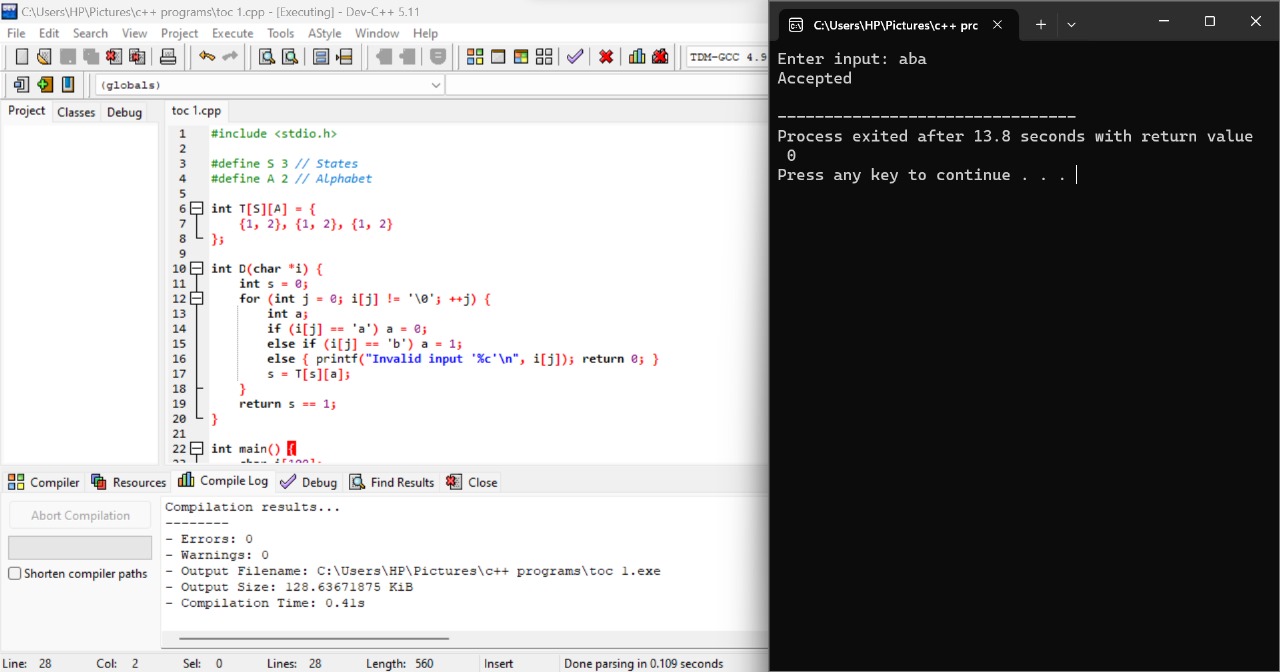 C:\Users\HP\Pictures\c++ programs\toc 1.cpp - [Executing] - Dev-C++ 5.11
File Edit Search View Project Execute Tools AStyle Window Help
TDM-GCC 4.9
(globals)
Project Classes Debug
toc 1.cpp
1 #include <stdio.h>
2
3 #define S 3 // States
4 #define A 2 // Alphabet
5
6 int T[S][A] = {
7 {1, 2}, {1, 2}, {1, 2}
8 };
9
10 int D(char *i) {
11 int s = 0;
12 for (int j = 0; i[j] != '\0'; ++j) {
13 int a;
14 if (i[j] == 'a') a = 0;
15 else if (i[j] == 'b') a = 1;
16 else { printf("Invalid input '%c'\n", i[j]); return 0; }
17 s = T[s][a];
18 }
19 return s == 1;
20 }
21
22 int main() {
Compiler Resources Compile Log Debug Find Results Close
Abort Compilation
Shorten compiler paths
Compilation results...
--------
- Errors: 0
- Warnings: 0
- Output Filename: C:\Users\HP\Pictures\c++ programs\toc 1.exe
- Output Size: 128.63671875 KiB
- Compilation Time: 0.41s
Line: 28 Col: 2 Sel: 0 Lines: 28 Length: 560 Insert Done parsing in 0.109 seconds
C:\Users\HP\Pictures\c++ prc
Enter input: aba
Accepted
--------------------------------
Process exited after 13.8 seconds with return value
0
Press any key to continue . . .